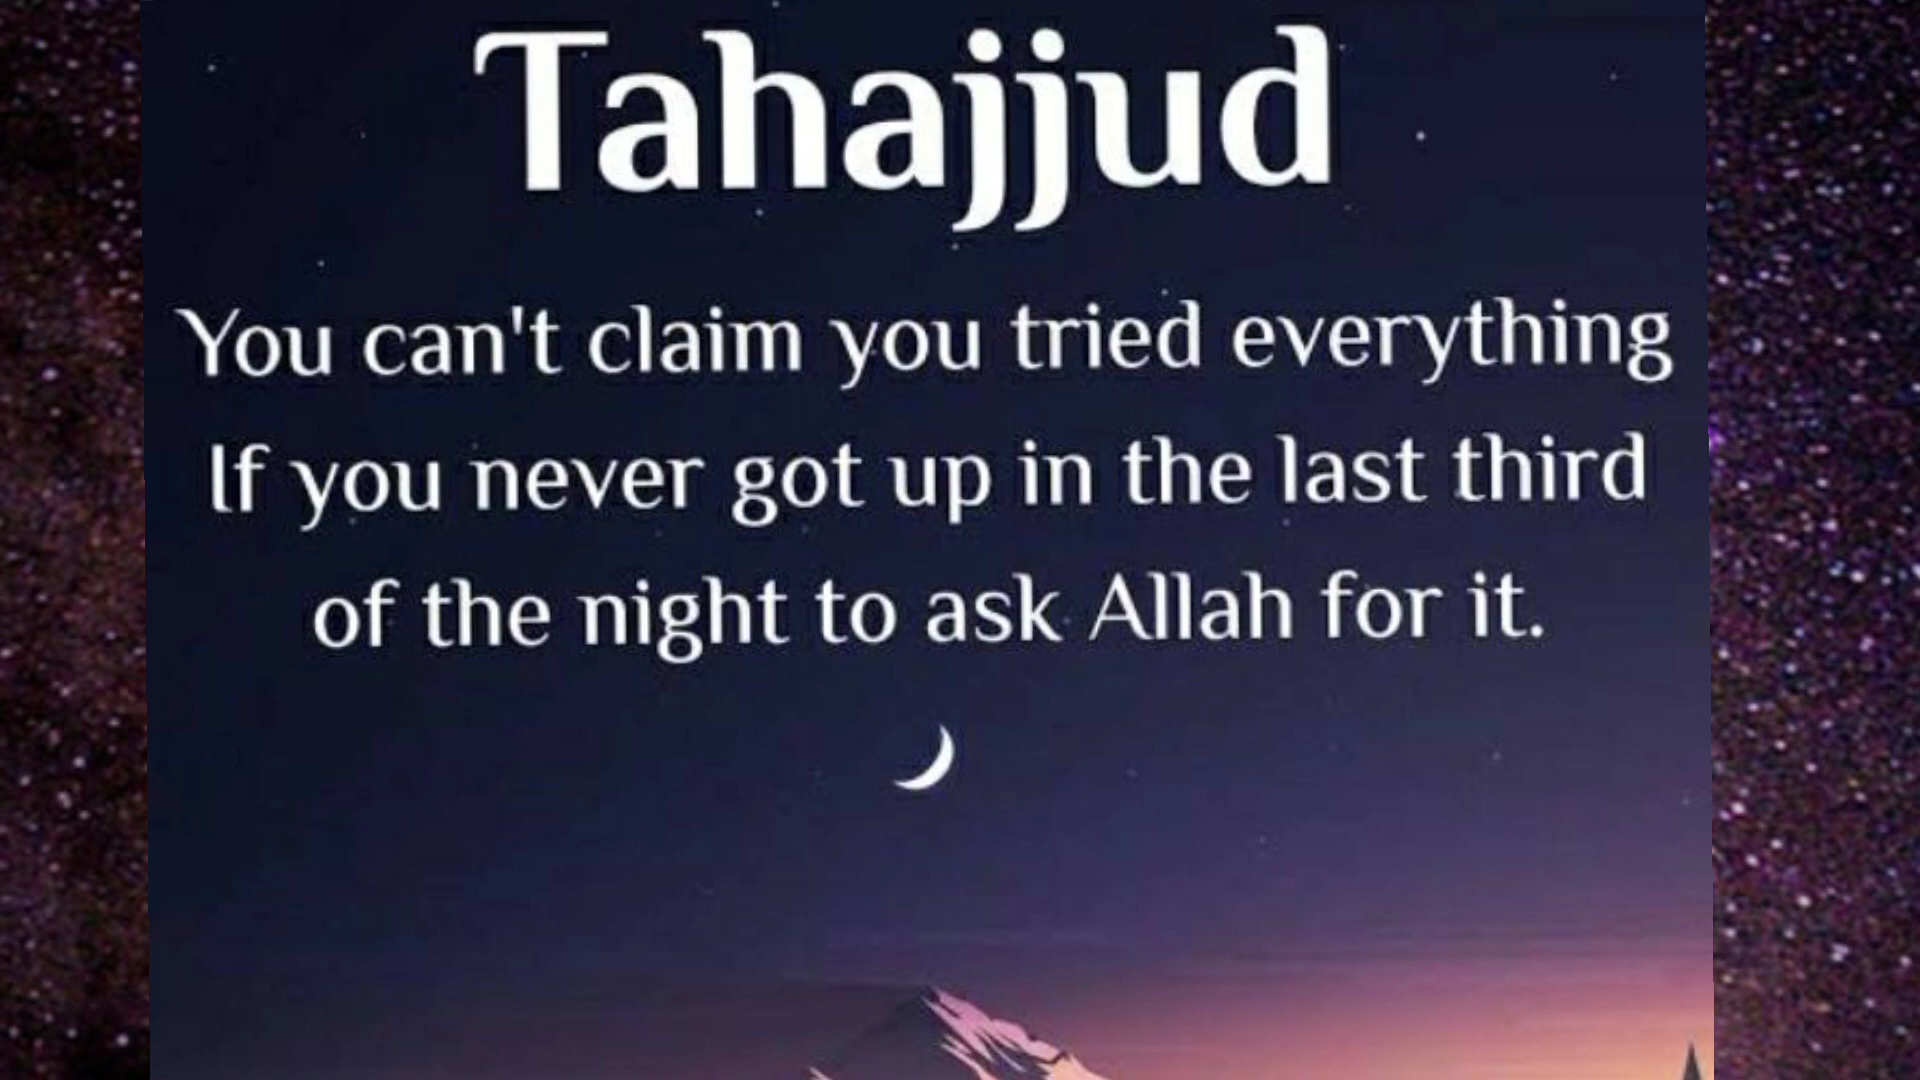 Tahajjud
You can't claim you tried everything
If you never got up in the last third
of the night to ask Allah for it.